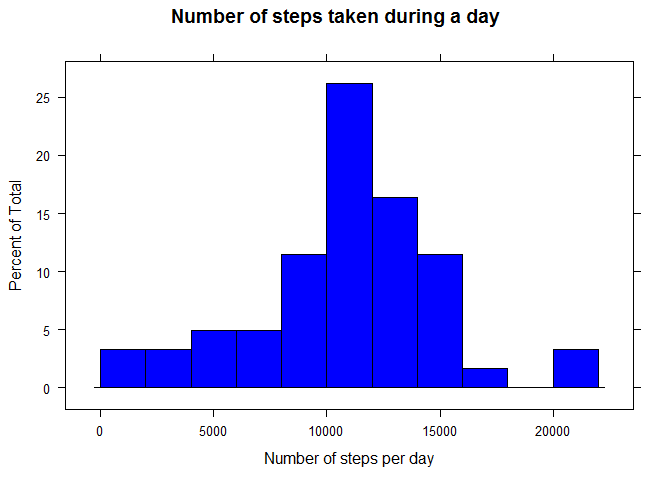 Number of steps taken during a day
Percent of Total
25
20
15
10
5
0
0 5000 10000 15000 20000
Number of steps per day